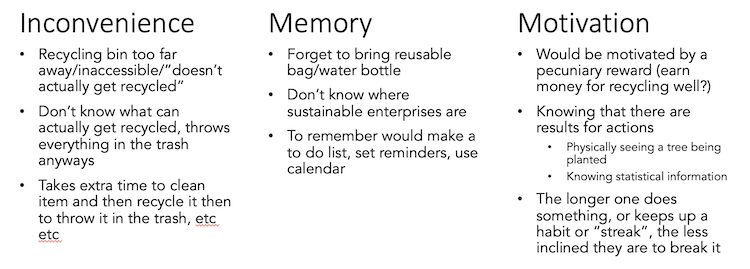 Inconvenience
• Recycling bin too far
away/inaccessible/"doesn't
actually get recycled"
• Don't know what can
actually get recycled, throws
everything in the trash
anyways
• Takes extra time to clean
item and then recycle it then
to throw it in the trash, etc
etc
Memory
• Forget to bring reusable
bag/water bottle
• Don't know where
sustainable enterprises are
• To remember would make a
to do list, set reminders, use
calendar
Motivation
• Would be motivated by a
pecuniary reward (earn
money for recycling well?)
• Knowing that there are
results for actions
• Physically seeing a tree being
planted
• Knowing statistical information
• The longer one does
something, or keeps up a
habit or "streak", the less
inclined they are to break it